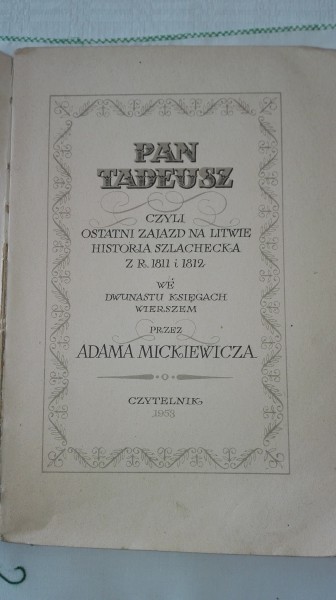 PAN
TADEUSZ
CZYLI
OSTATNI ZAJAZD NA LITWIE
HISTORIA SZLACHECKA
Z R. 1811 i 1812
WE
DWUNASTU KSIĘGACH
WIERSZEM
PRZEZ
ADAMA MICKIEWICZA
CZYTELNIK
1953